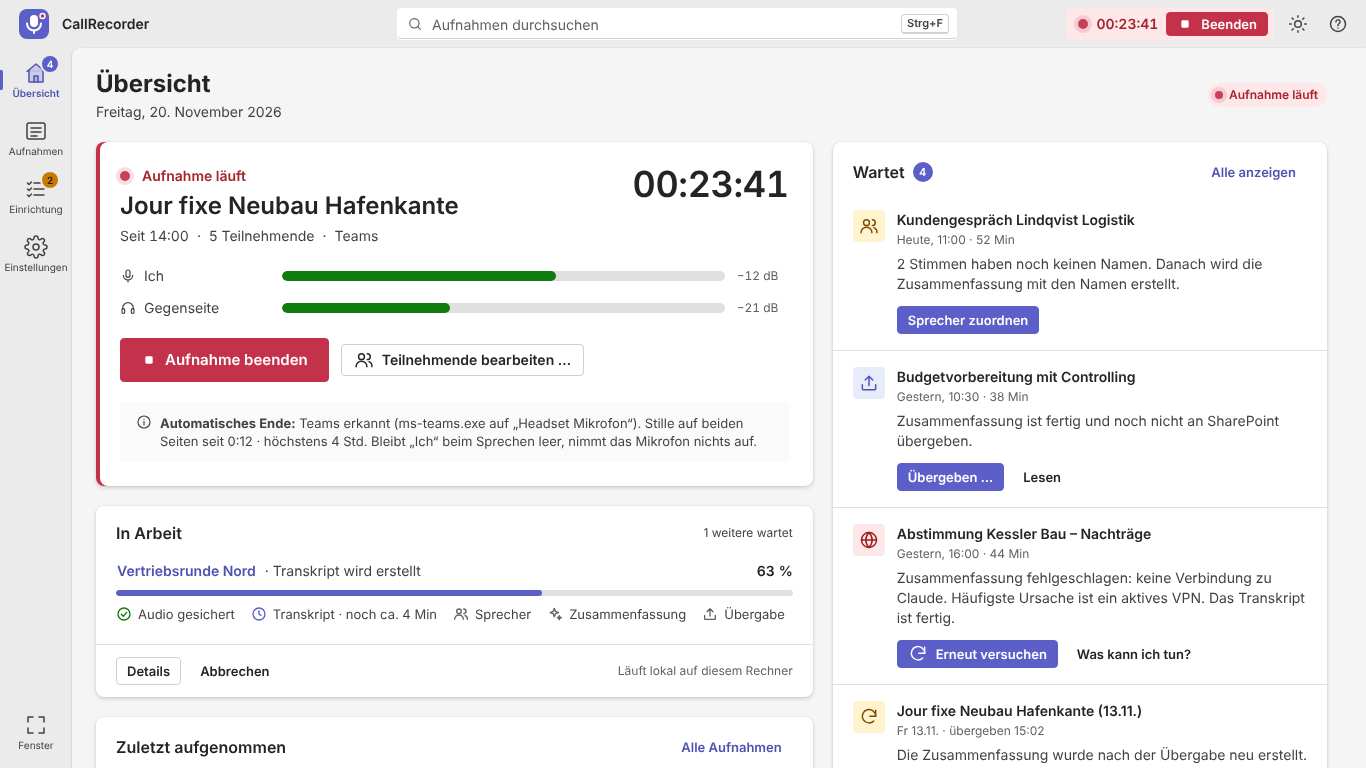 CallRecorder
Aufnahmen durchsuchen
Strg+F
00:23:41
Beenden
4
Übersicht
Aufnahmen
2
Einrichtung
Einstellungen
Fenster
Übersicht
Freitag, 20. November 2026
Aufnahme läuft
Aufnahme läuft
00:23:41
Jour fixe Neubau Hafenkante
Seit 14:00 · 5 Teilnehmende · Teams
Ich
−12 dB
Gegenseite
−21 dB
Aufnahme beenden
Teilnehmende bearbeiten ...
Automatisches Ende: Teams erkannt (ms-teams.exe auf „Headset Mikrofon“). Stille auf beiden
Seiten seit 0:12 · höchstens 4 Std. Bleibt „Ich“ beim Sprechen leer, nimmt das Mikrofon nichts auf.
In Arbeit
1 weitere wartet
Vertriebsrunde Nord · Transkript wird erstellt
63 %
Audio gesichert
Transkript · noch ca. 4 Min
Sprecher
Zusammenfassung
Übergabe
Details
Abbrechen
Läuft lokal auf diesem Rechner
Zuletzt aufgenommen
Alle Aufnahmen
Wartet 4
Alle anzeigen
Kundengespräch Lindqvist Logistik
Heute, 11:00 · 52 Min
2 Stimmen haben noch keinen Namen. Danach wird die
Zusammenfassung mit den Namen erstellt.
Sprecher zuordnen
Budgetvorbereitung mit Controlling
Gestern, 10:30 · 38 Min
Zusammenfassung ist fertig und noch nicht an SharePoint
übergeben.
Übergeben ...
Lesen
Abstimmung Kessler Bau – Nachträge
Gestern, 16:00 · 44 Min
Zusammenfassung fehlgeschlagen: keine Verbindung zu
Claude. Häufigste Ursache ist ein aktives VPN. Das Transkript
ist fertig.
Erneut versuchen
Was kann ich tun?
Jour fixe Neubau Hafenkante (13.11.)
Fr 13.11. · übergeben 15:02
Die Zusammenfassung wurde nach der Übergabe neu erstellt.